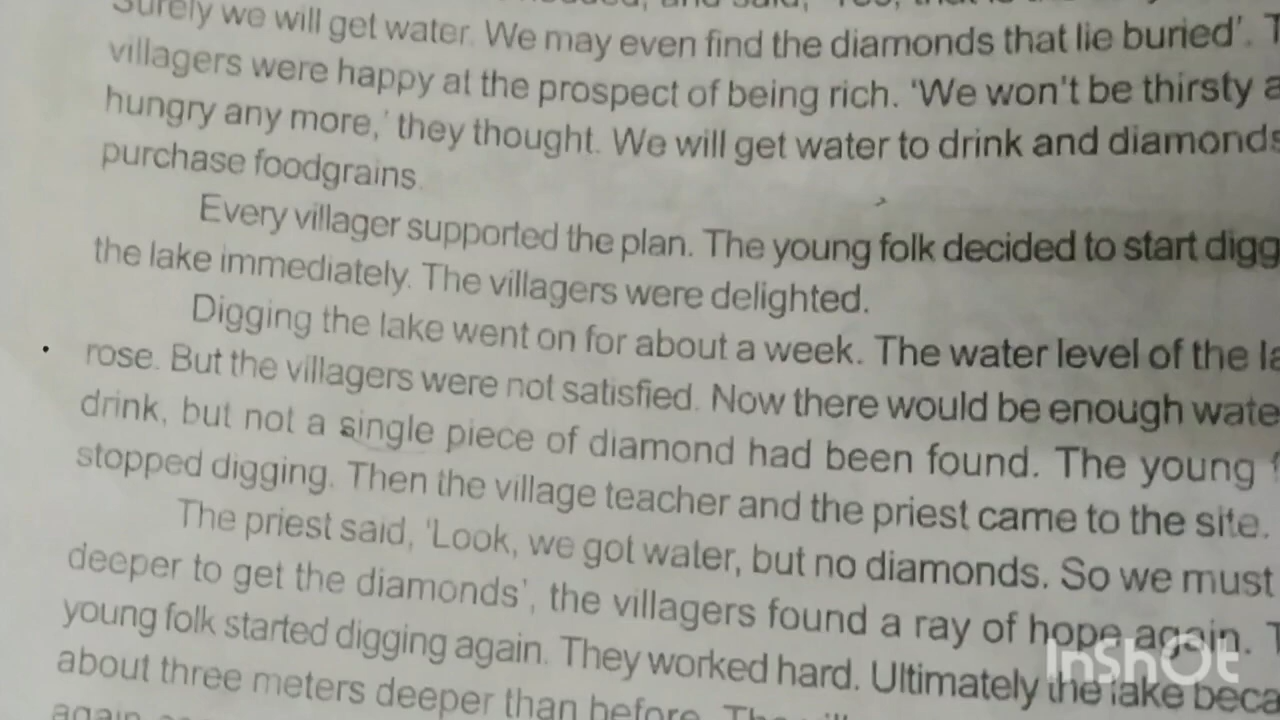 Surely we will get water. We may even find the diamonds that lie buried'.
villagers were happy at the prospect of being rich. 'We won't be thirsty
hungry any more,' they thought. We will get water to drink and diamonds
purchase foodgrains.
Every villager supported the plan. The young folk decided to start digg
the lake immediately. The villagers were delighted.
Digging the lake went on for about a week. The water level of the la
rose. But the villagers were not satisfied. Now there would be enough wate
drink, but not a single piece of diamond had been found. The young
stopped digging. Then the village teacher and the priest came to the site.
The priest said, 'Look, we got water, but no diamonds. So we must
deeper to get the diamonds', the villagers found a ray of hope again.
young folk started digging again. They worked hard. Ultimately the lake beca
about three meters deeper than before.
again
InShOt